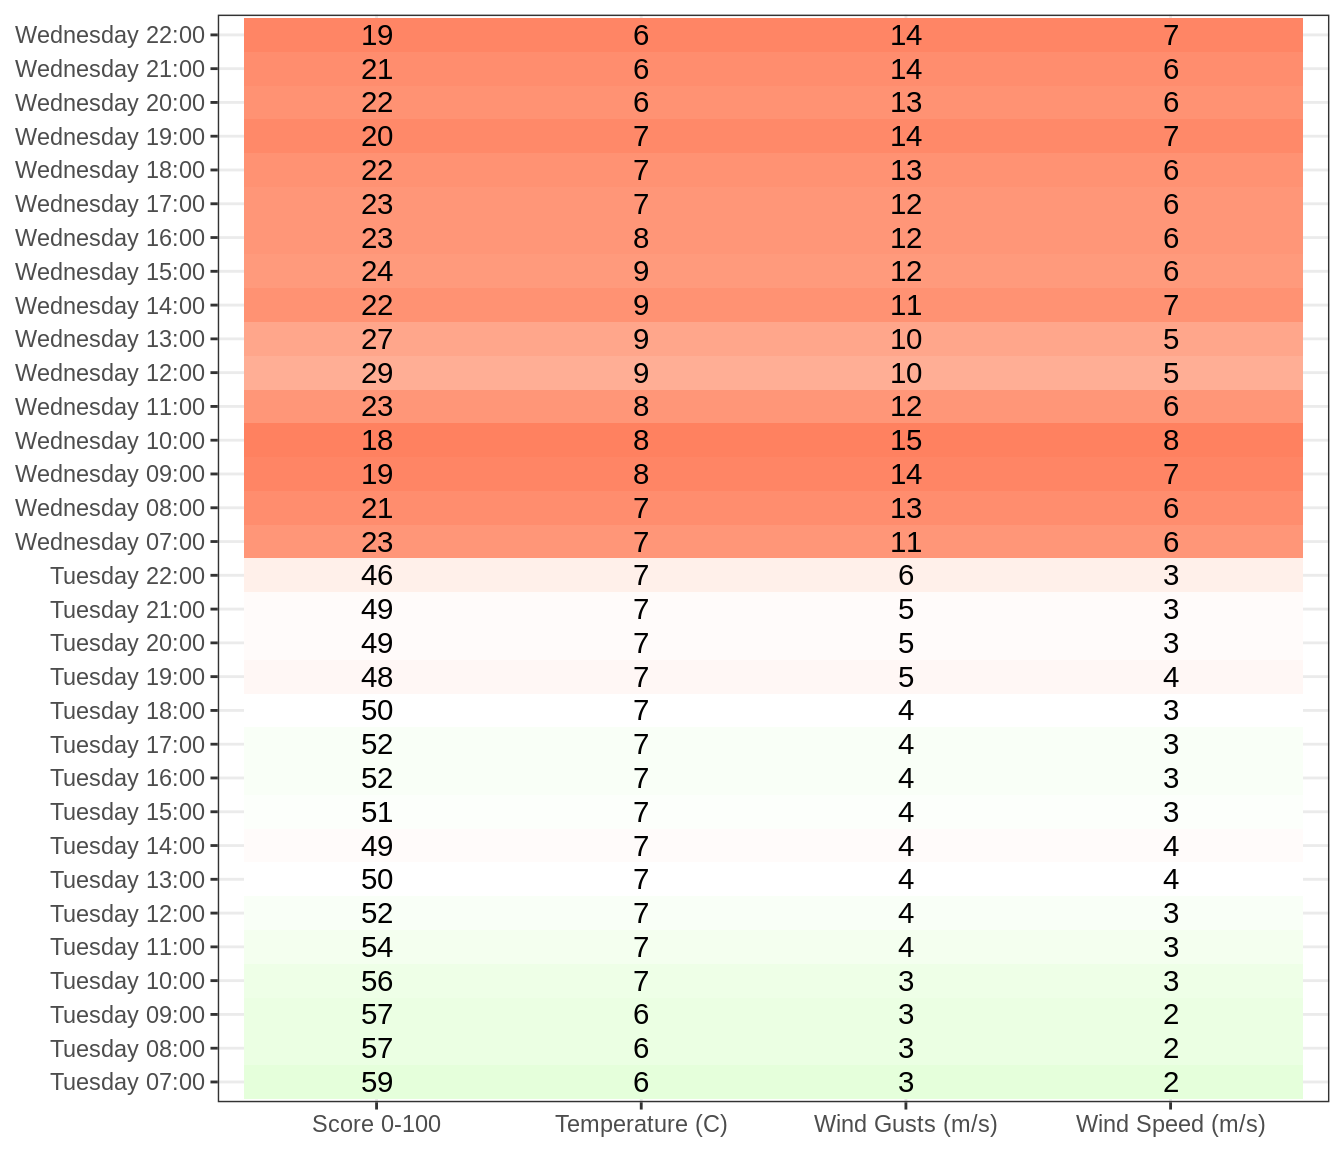 Wednesday 22:00 19 6 14 7
Wednesday 21:00 21 6 14 6
Wednesday 20:00 22 6 13 6
Wednesday 19:00 20 7 14 7
Wednesday 18:00 22 7 13 6
Wednesday 17:00 23 7 12 6
Wednesday 16:00 23 8 12 6
Wednesday 15:00 24 9 12 6
Wednesday 14:00 22 9 11 7
Wednesday 13:00 27 9 10 5
Wednesday 12:00 29 9 10 5
Wednesday 11:00 23 8 12 6
Wednesday 10:00 18 8 15 8
Wednesday 09:00 19 8 14 7
Wednesday 08:00 21 7 13 6
Wednesday 07:00 23 7 11 6
Tuesday 22:00 46 7 6 3
Tuesday 21:00 49 7 5 3
Tuesday 20:00 49 7 5 3
Tuesday 19:00 48 7 5 4
Tuesday 18:00 50 7 4 3
Tuesday 17:00 52 7 4 3
Tuesday 16:00 52 7 4 3
Tuesday 15:00 51 7 4 3
Tuesday 14:00 49 7 4 4
Tuesday 13:00 50 7 4 4
Tuesday 12:00 52 7 4 3
Tuesday 11:00 54 7 4 3
Tuesday 10:00 56 7 3 3
Tuesday 09:00 57 6 3 2
Tuesday 08:00 57 6 3 2
Tuesday 07:00 59 6 3 2
Score 0-100 Temperature (C) Wind Gusts (m/s) Wind Speed (m/s)